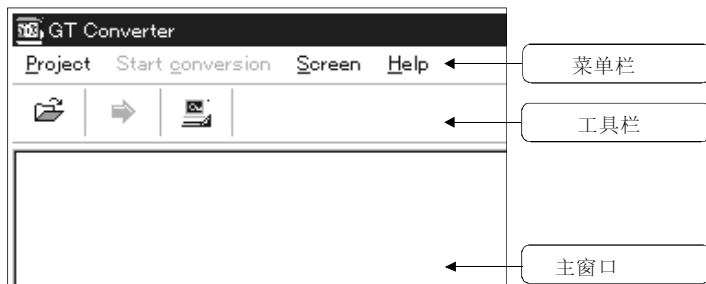 GT Converter
Project Start conversion Screen Help
菜单栏
工具栏
主窗口